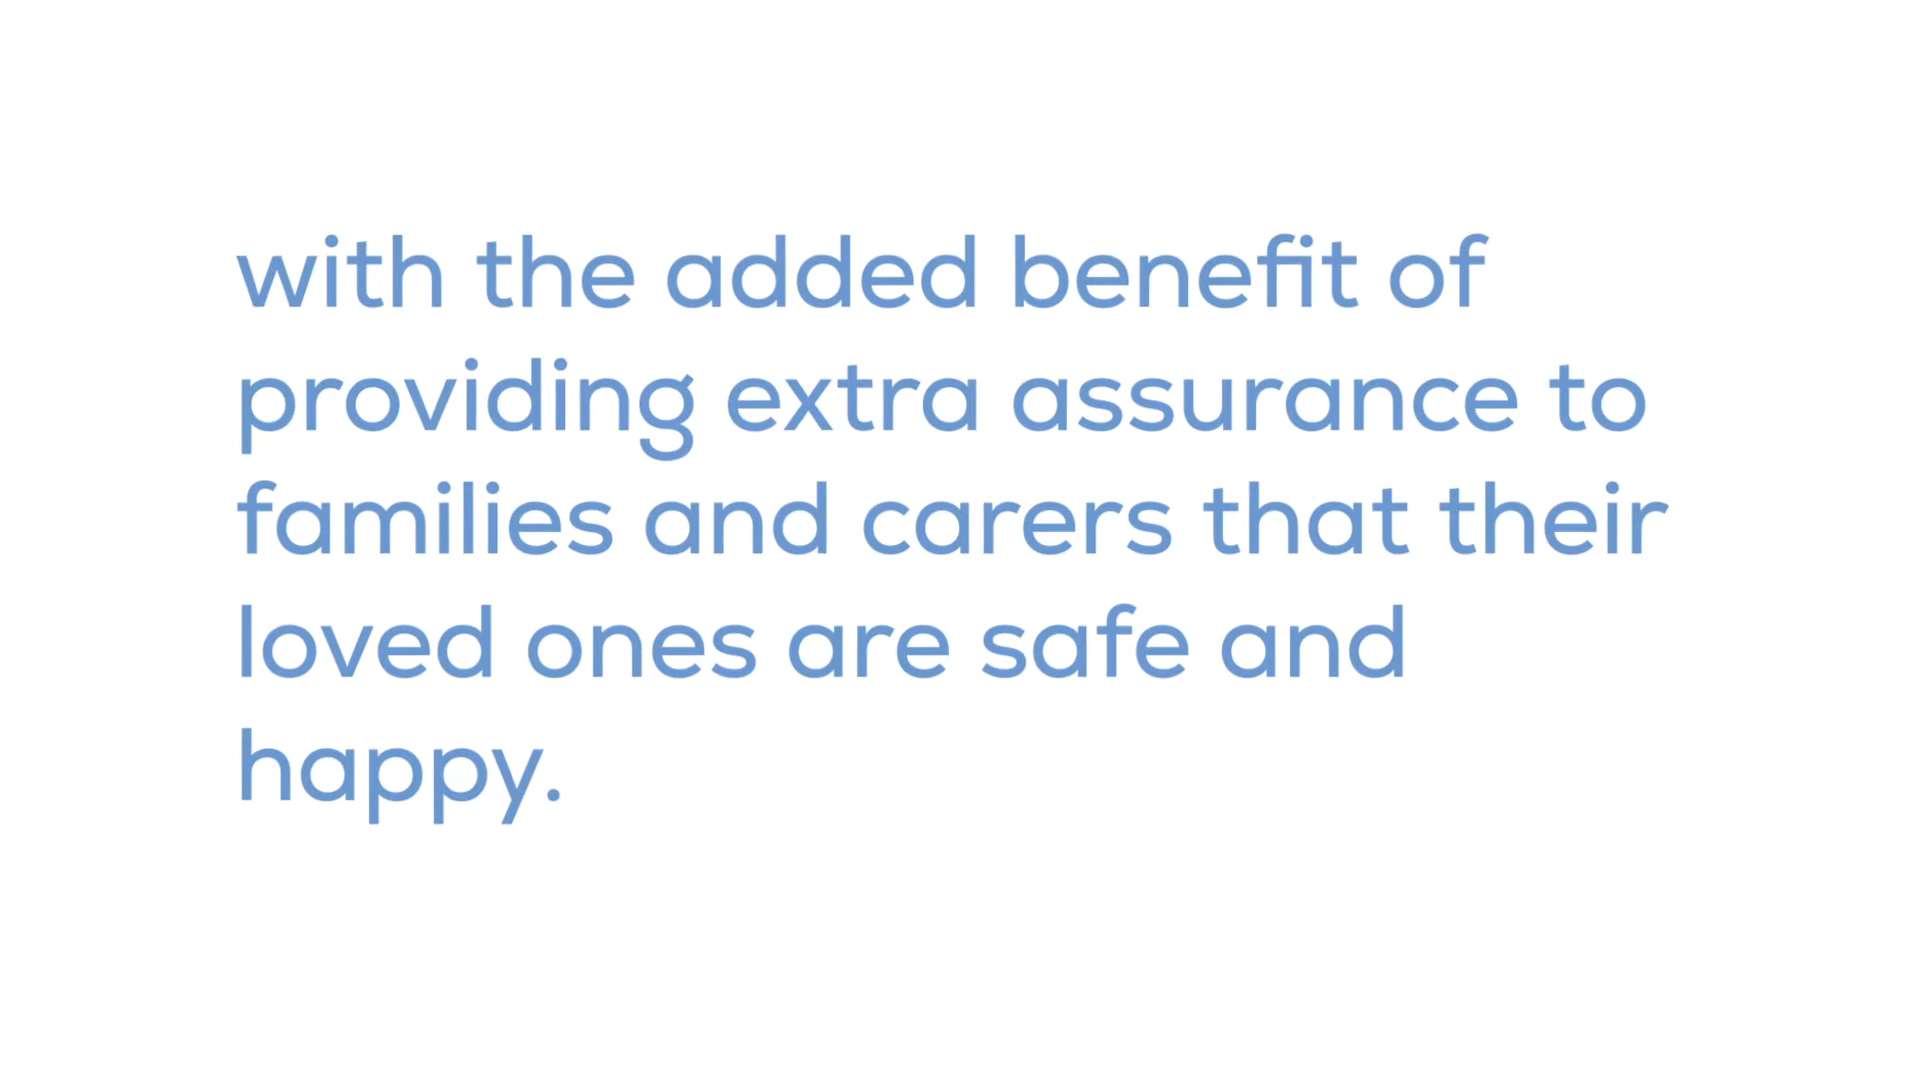 with the added benefit of
providing extra assurance to
families and carers that their
loved ones are safe and
happy.